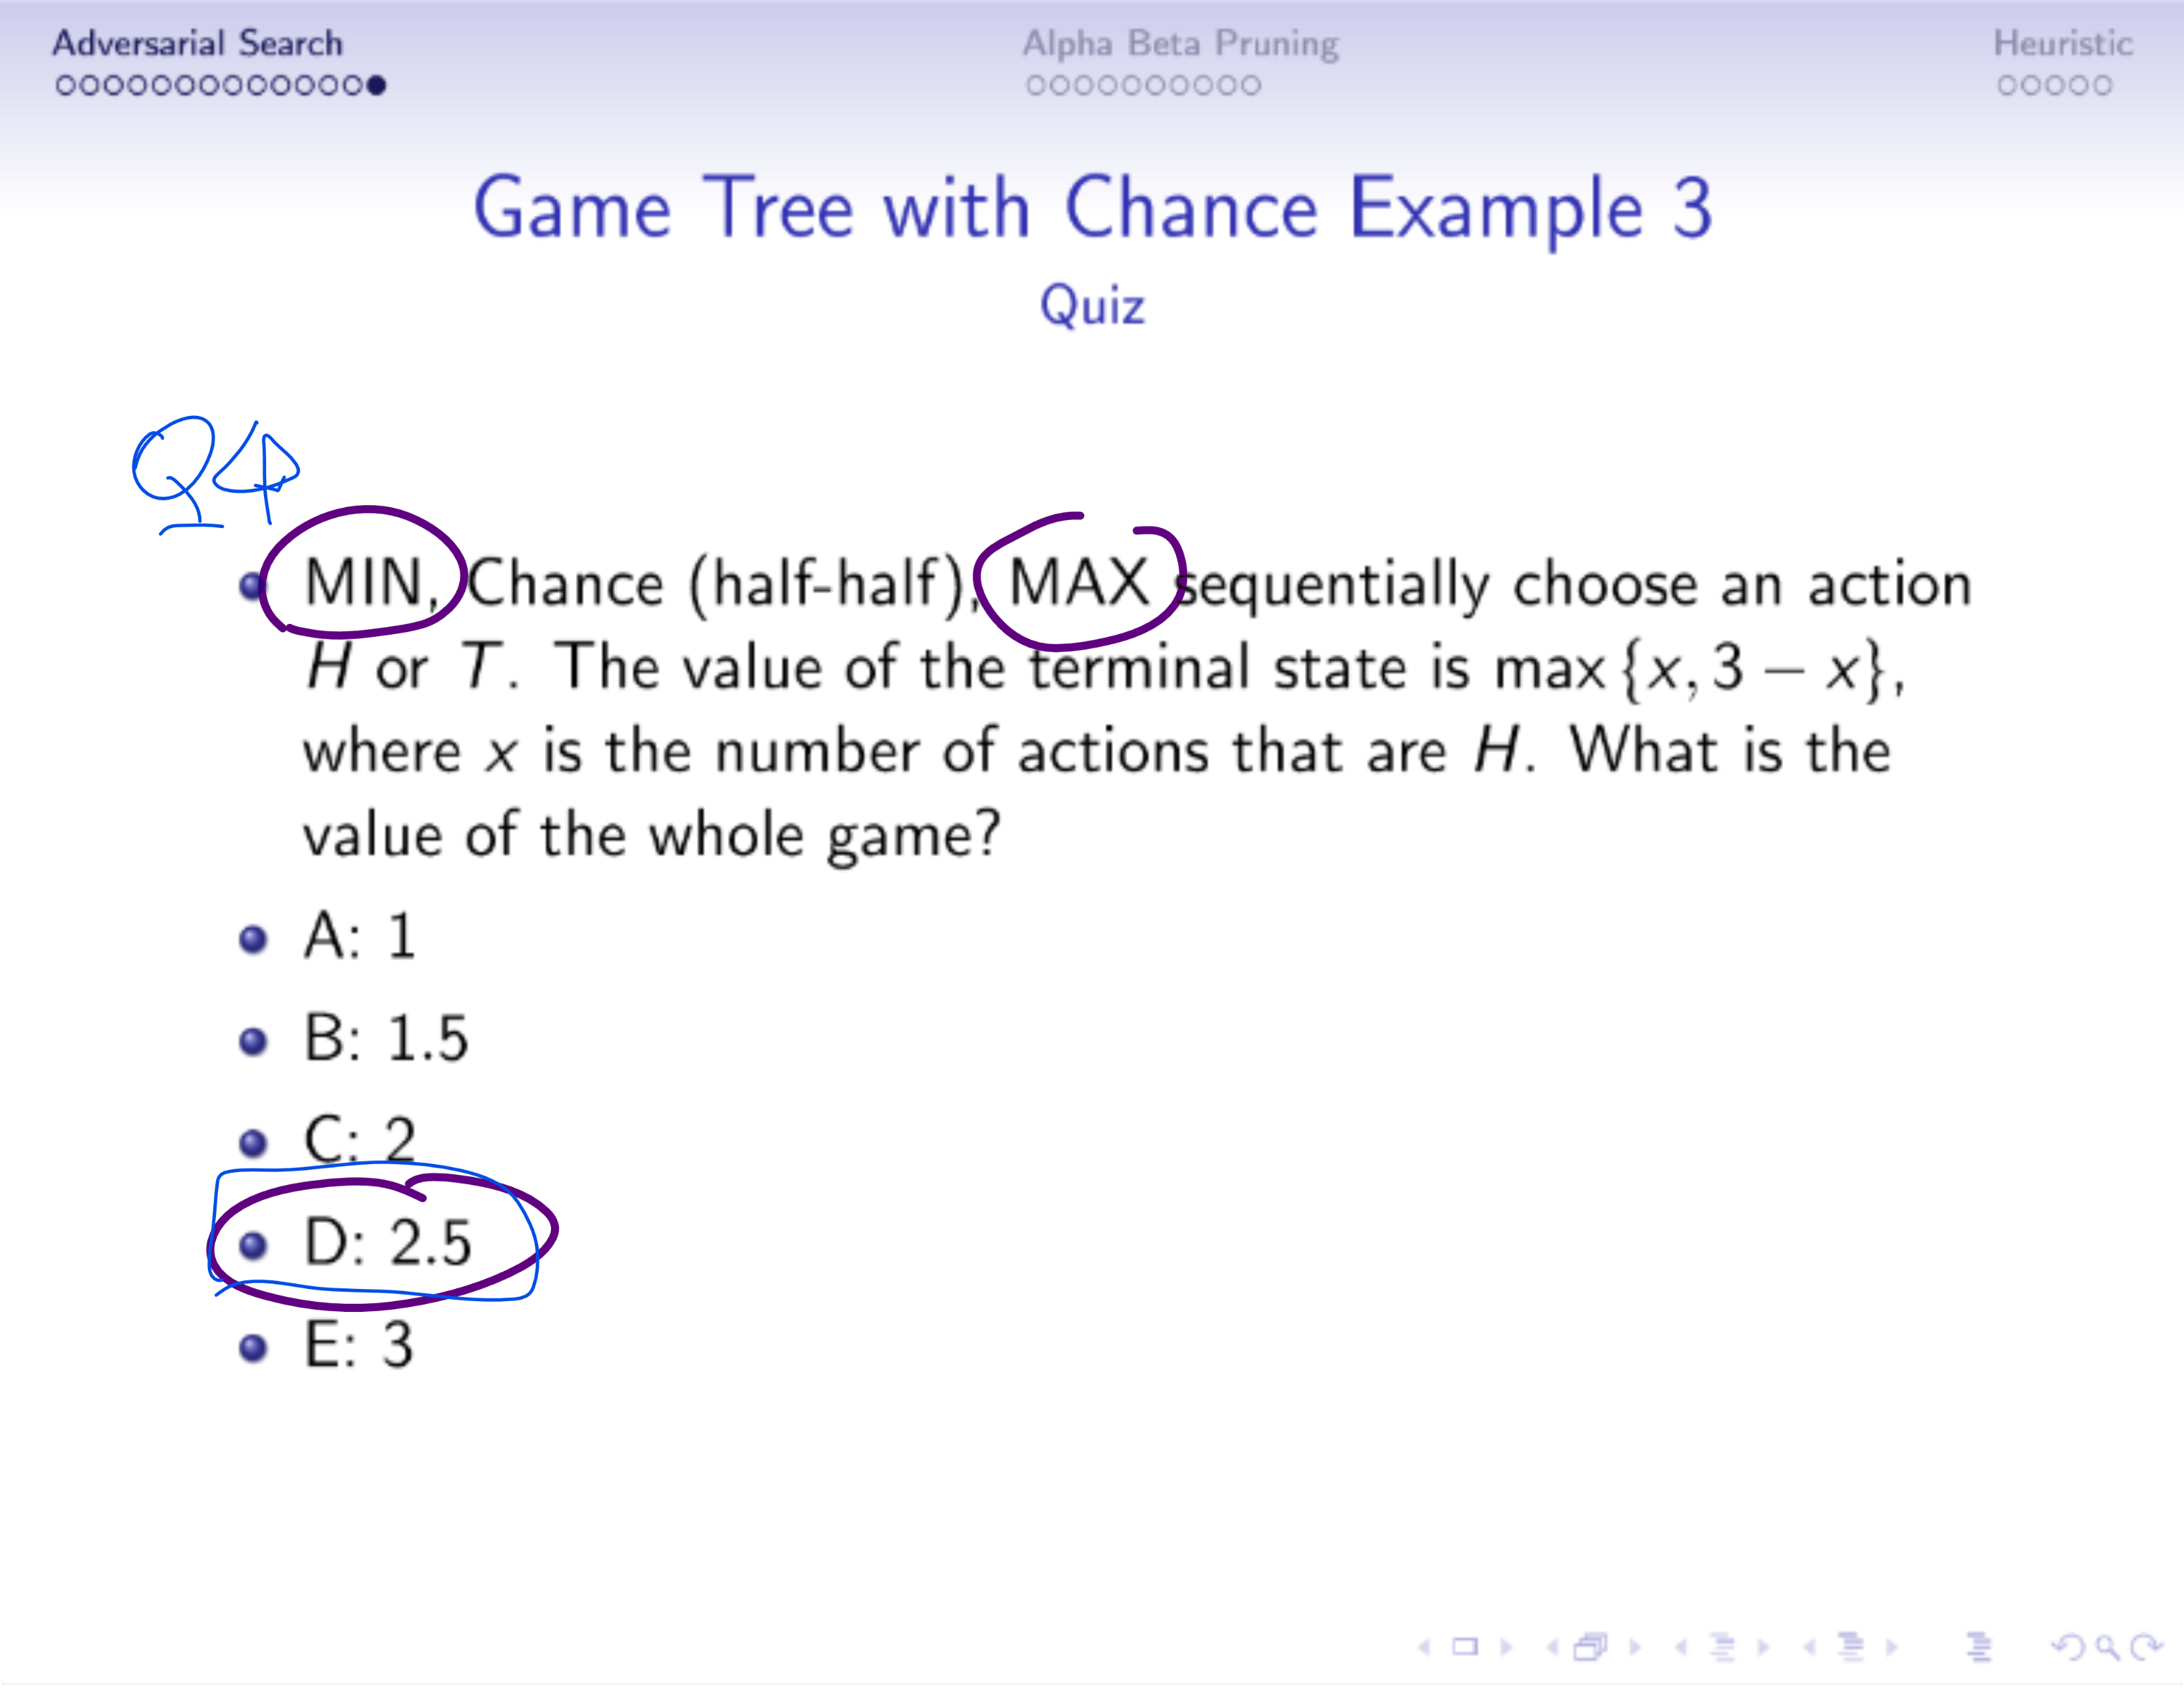 Adversarial Search Alpha Beta Pruning Heuristic
Game Tree with Chance Example 3
Quiz
Q4
MIN, Chance (half-half), MAX sequentially choose an action
H or T. The value of the terminal state is max {x, 3 − x},
where x is the number of actions that are H. What is the
value of the whole game?
A: 1
B: 1.5
C: 2
D: 2.5
E: 3